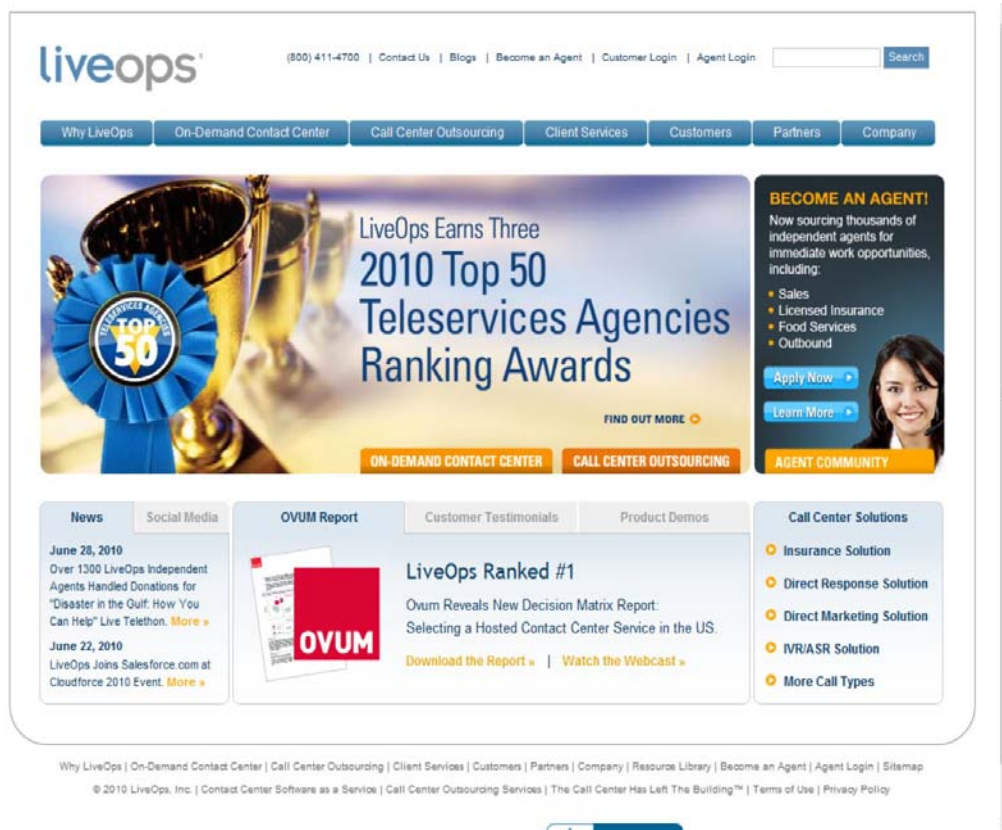 liveops
(800) 411-4700 | Contact Us | Blogs | Become an Agent | Customer Login | Agent Login
Search
Why LiveOps
On-Demand Contact Center
Call Center Outsourcing
Client Services
Customers
Partners
Company
LiveOps Earns Three
2010 Top 50
Teleservices Agencies
Ranking Awards
TELESERVICES AGENCIES
TOP
50
FIND OUT MORE
ON-DEMAND CONTACT CENTER
CALL CENTER OUTSOURCING
BECOME AN AGENT!
Now sourcing thousands of
independent agents for
immediate work opportunities,
including:
• Sales
• Licensed Insurance
• Food Services
• Outbound
Apply Now
Learn More
AGENT COMMUNITY
News
Social Media
June 28, 2010
Over 1300 LiveOps Independent
Agents Handled Donations for
"Disaster in the Gulf: How You
Can Help" Live Telethon. More »
June 22, 2010
LiveOps Joins Salesforce.com at
Cloudforce 2010 Event. More »
OVUM Report
Customer Testimonials
Product Demos
OVUM
LiveOps Ranked #1
Ovum Reveals New Decision Matrix Report:
Selecting a Hosted Contact Center Service in the US.
Download the Report » | Watch the Webcast »
Call Center Solutions
Insurance Solution
Direct Response Solution
Direct Marketing Solution
IVR/ASR Solution
More Call Types
Why LiveOps | On-Demand Contact Center | Call Center Outsourcing | Client Services | Customers | Partners | Company | Resource Library | Become an Agent | Agent Login | Sitemap
© 2010 LiveOps, Inc. | Contact Center Software as a Service | Call Center Outsourcing Services | The Call Center Has Left The Building™ | Terms of Use | Privacy Policy